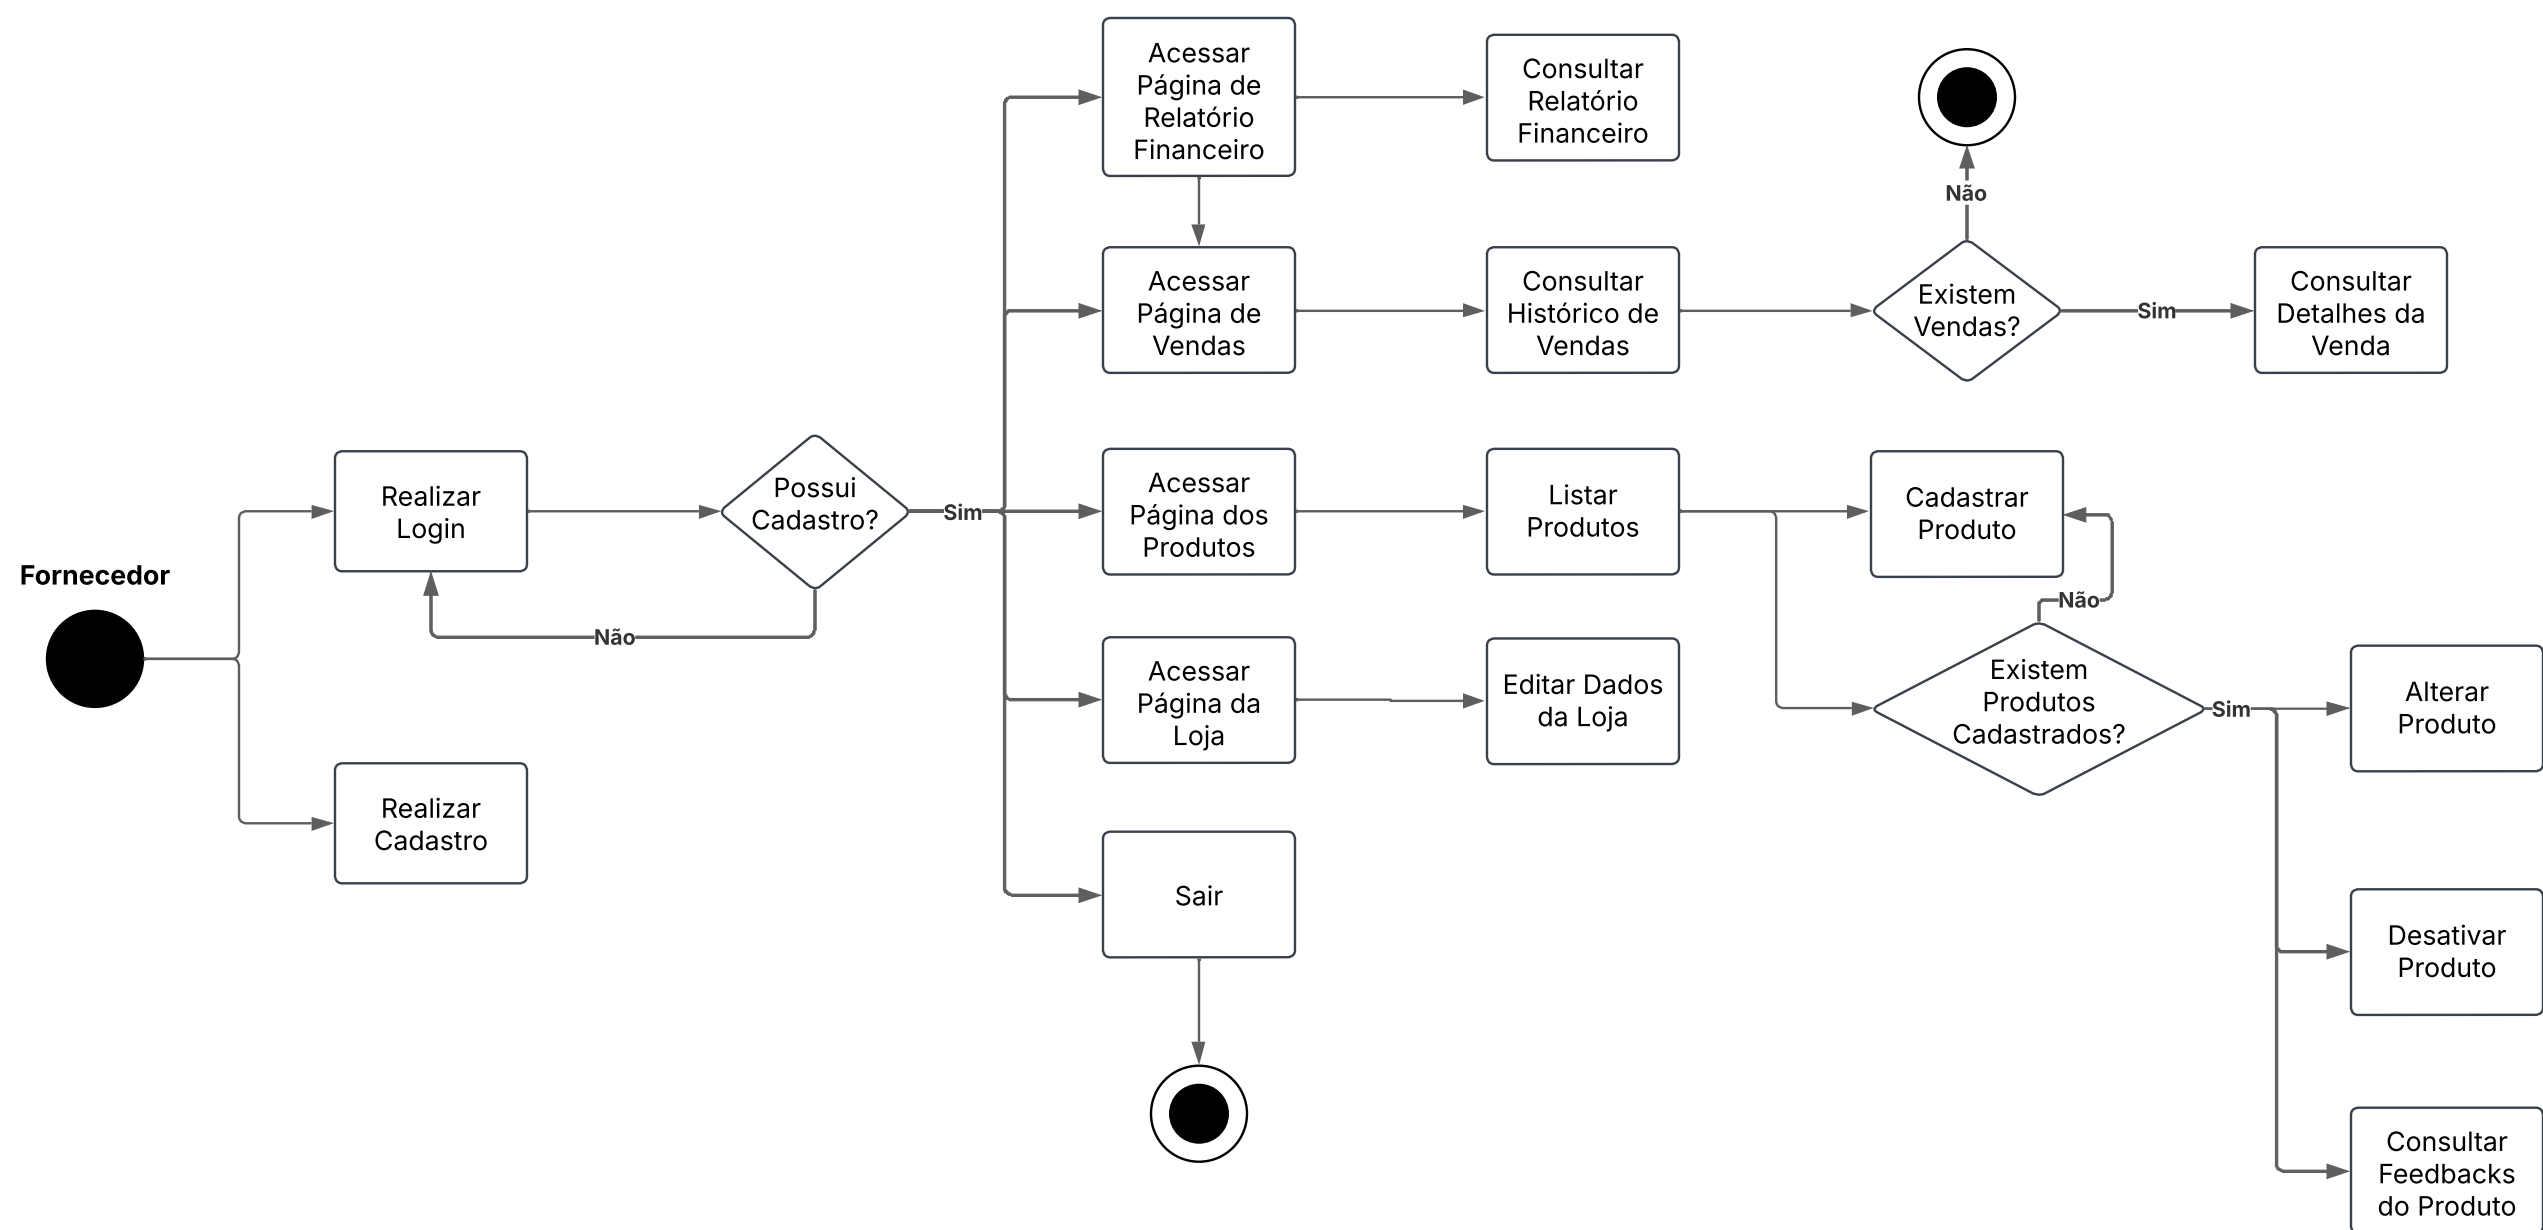 Acessar
Página de
Relatório
Financeiro
Consultar
Relatório
Financeiro
Não
Acessar
Página de
Vendas
Consultar
Histórico de
Vendas
Existem
Vendas?
Sim
Consultar
Detalhes da
Venda
Fornecedor
Realizar
Login
Possui
Cadastro?
Sim
Não
Acessar
Página dos
Produtos
Listar
Produtos
Cadastrar
Produto
Não
Acessar
Página da
Loja
Editar Dados
da Loja
Existem
Produtos
Cadastrados?
Sim
Alterar
Produto
Realizar
Cadastro
Sair
Desativar
Produto
Consultar
Feedbacks
do Produto